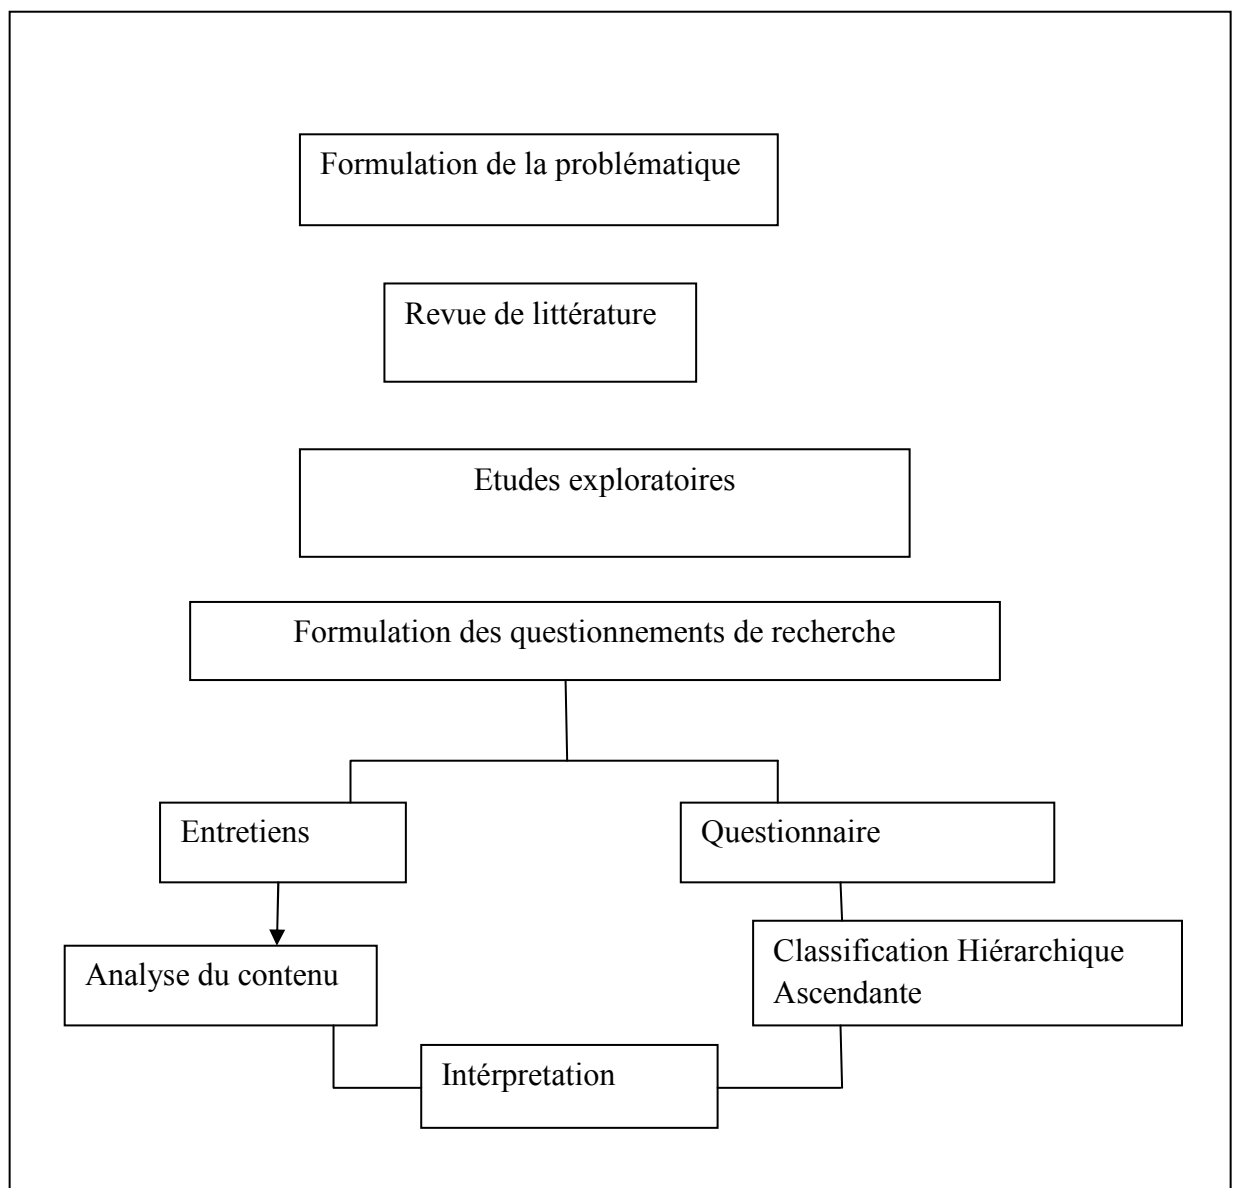 Formulation de la problématique
Revue de littérature
Etudes exploratoires
Formulation des questionnements de recherche
Entretiens
Questionnaire
Analyse du contenu
Classification Hiérarchique
Ascendante
Intérpretation